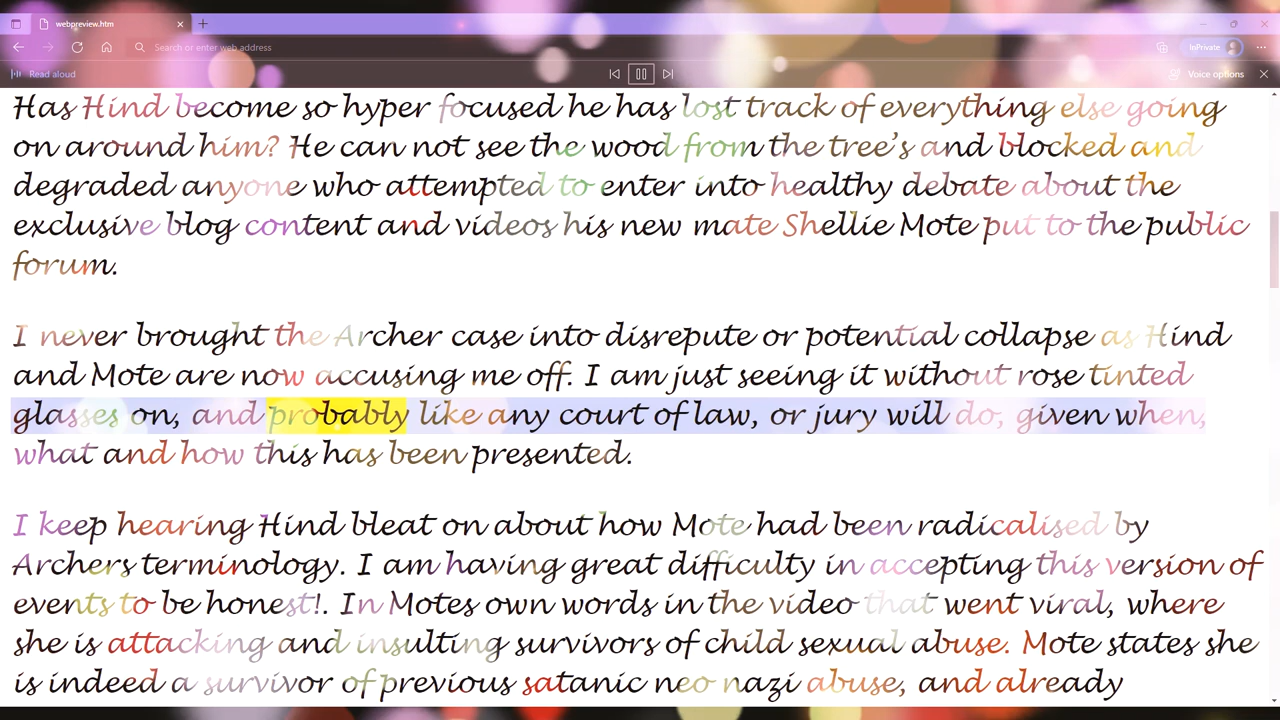 webpreview.htm
Search or enter web address
InPrivate
Read aloud
Voice options
Has Hind become so hyper focused he has lost track of everything else going
on around him? He can not see the wood from the tree's and blocked and
degraded anyone who attempted to enter into healthy debate about the
exclusive blog content and videos his new mate Shellie Mote put to the public
forum.
I never brought the Archer case into disrepute or potential collapse as Hind
and Mote are now accusing me off. I am just seeing it without rose tinted
glasses on, and probably like any court of law, or jury will do, given when,
what and how this has been presented.
I keep hearing Hind bleat on about how Mote had been radicalised by
Archers terminology. I am having great difficulty in accepting this version of
events to be honest!. In Motes own words in the video that went viral, where
she is attacking and insulting survivors of child sexual abuse. Mote states she
is indeed a survivor of previous satanic neo nazi abuse, and already